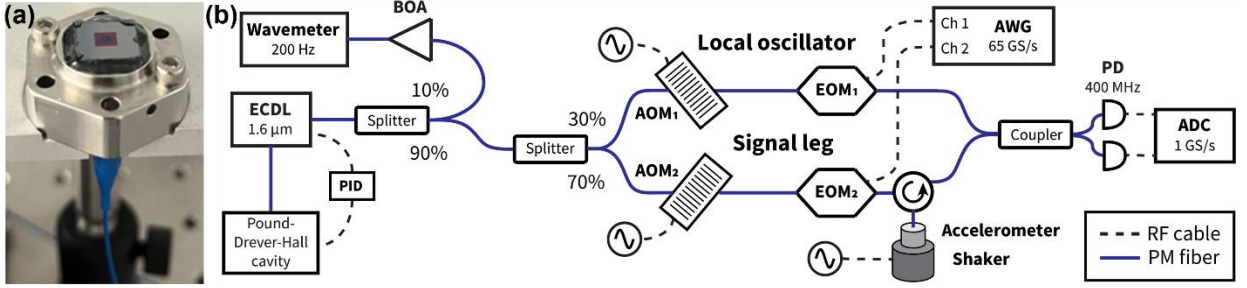 (a)
(b)
Wavemeter
200 Hz
BOA
10%
ECDL
1.6 μm
Splitter
90%
PID
Pound-
Drever-Hall
cavity
Splitter
30%
70%
Local oscillator
AOM₁
EOM₁
Signal leg
AOM₂
EOM₂
Ch 1
Ch 2
AWG
65 GS/s
Coupler
PD
400 MHz
ADC
1 GS/s
Accelerometer
Shaker
RF cable
PM fiber